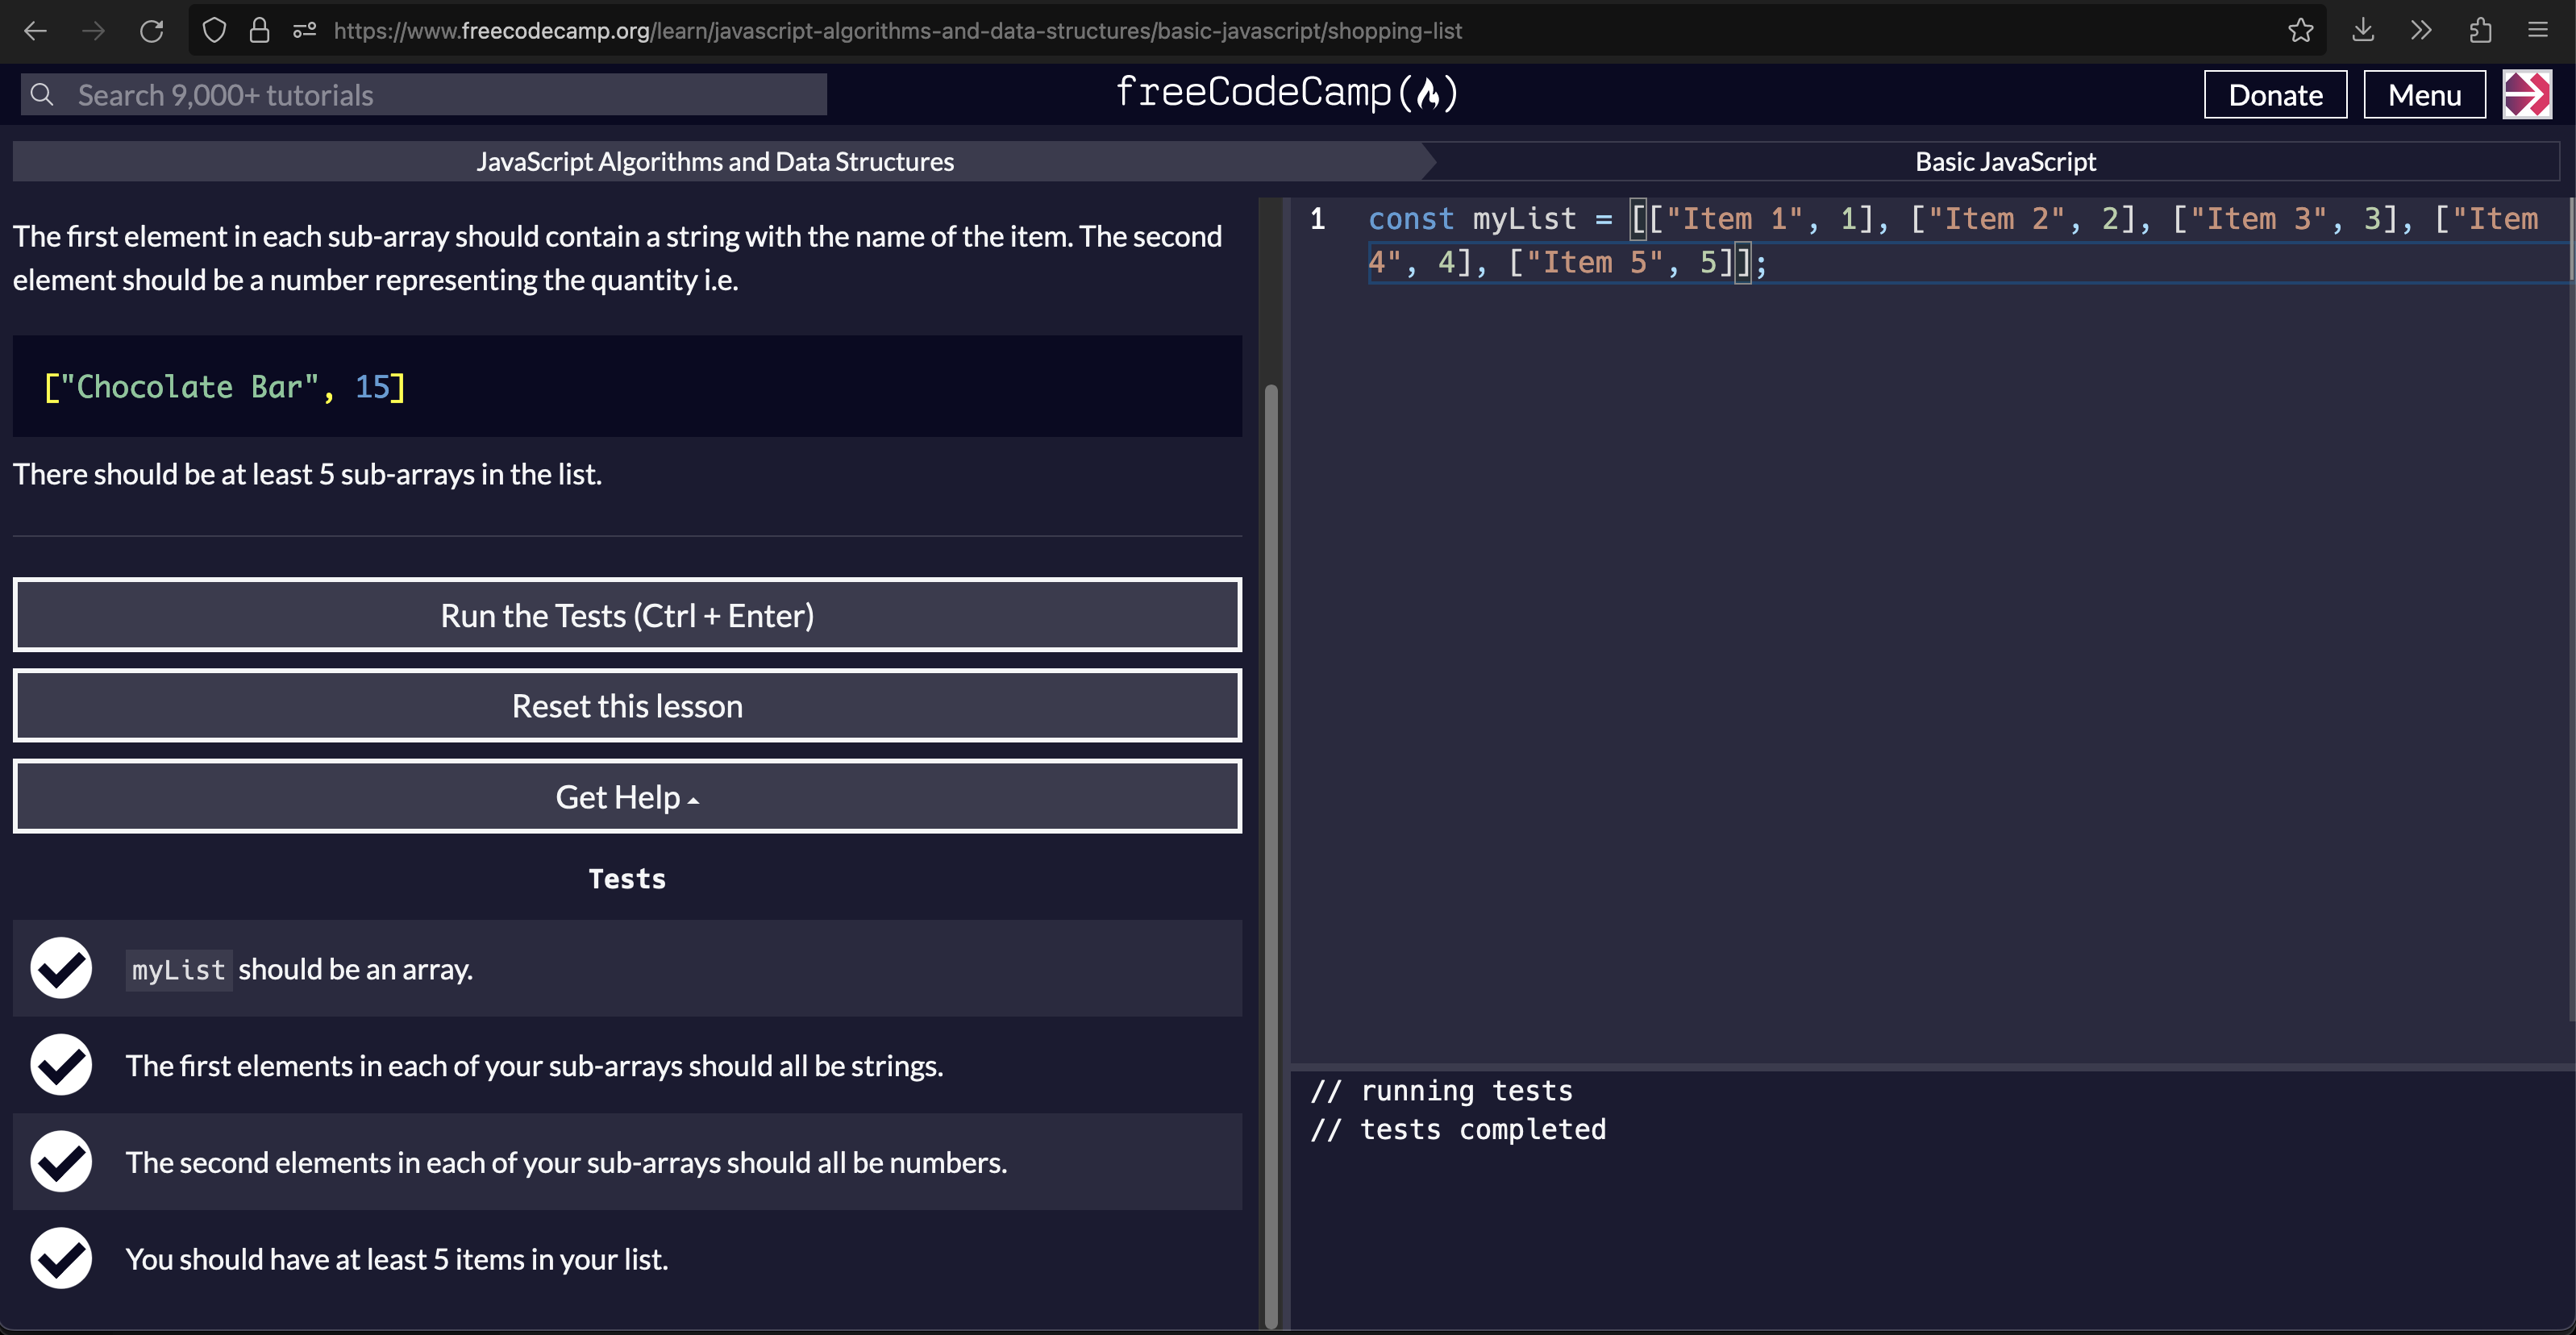 https://www.freecodecamp.org/learn/javascript-algorithms-and-data-structures/basic-javascript/shopping-list
Search 9,000+ tutorials
freeCodeCamp(🔥)
Donate
Menu
JavaScript Algorithms and Data Structures
Basic JavaScript
The first element in each sub-array should contain a string with the name of the item. The second
element should be a number representing the quantity i.e.
["Chocolate Bar", 15]
There should be at least 5 sub-arrays in the list.
Run the Tests (Ctrl + Enter)
Reset this lesson
Get Help
Tests
myList should be an array.
The first elements in each of your sub-arrays should all be strings.
The second elements in each of your sub-arrays should all be numbers.
You should have at least 5 items in your list.
1 const myList = [["Item 1", 1], ["Item 2", 2], ["Item 3", 3], ["Item
4", 4], ["Item 5", 5]];
// running tests
// tests completed